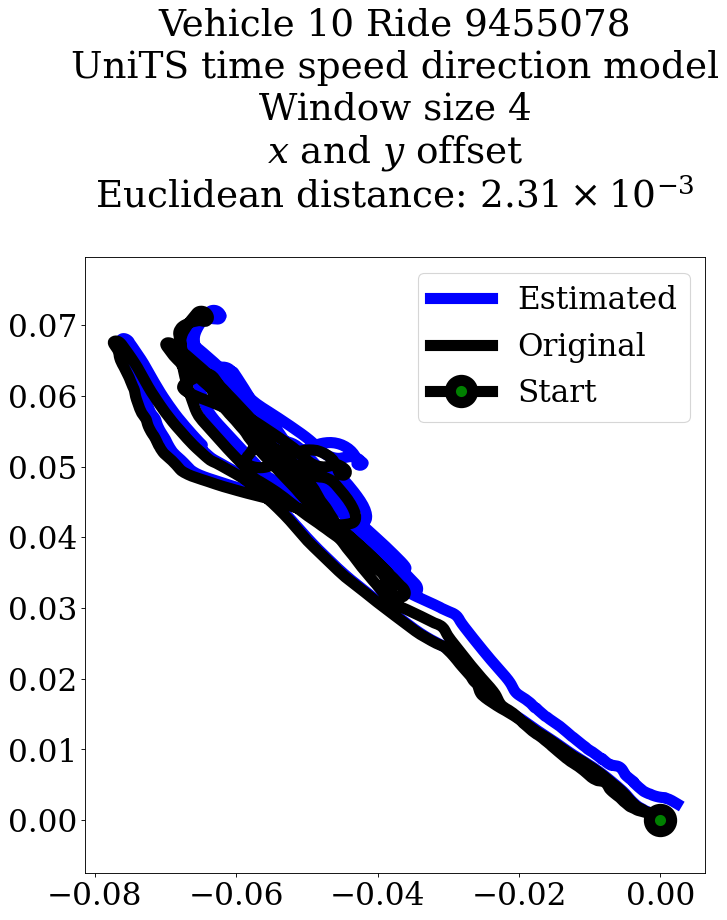 Vehicle 10 Ride 9455078
UniTS time speed direction model
Window size 4
x and y offset
Euclidean distance: 2.31 × 10⁻³
Estimated
Original
Start
0.07
0.06
0.05
0.04
0.03
0.02
0.01
0.00
−0.08 −0.06 −0.04 −0.02 0.00